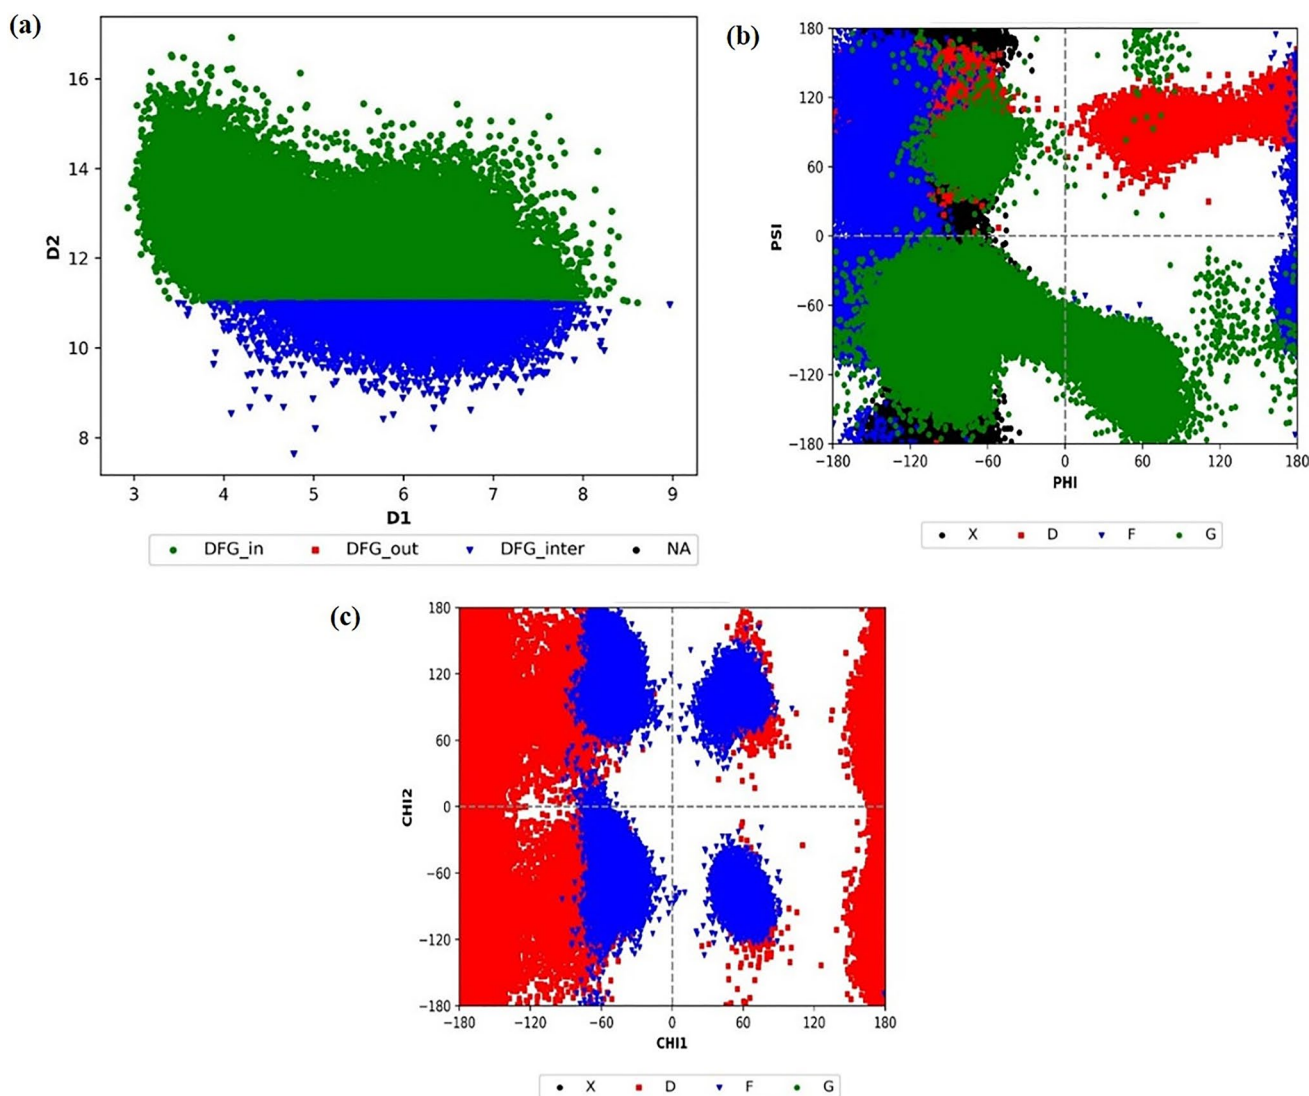 (a)
16
14
12
10
8
D2
3 4 5 6 7 8 9
D1
DFG_in DFG_out DFG_inter NA
(b)
180
120
60
0
−60
−120
−180
PSI
−180 −120 −60 0 60 120 180
PHI
X D F G
(c)
180
120
60
0
−60
−120
−180
CHI2
−180 −120 −60 0 60 120 180
CHI1
X D F G